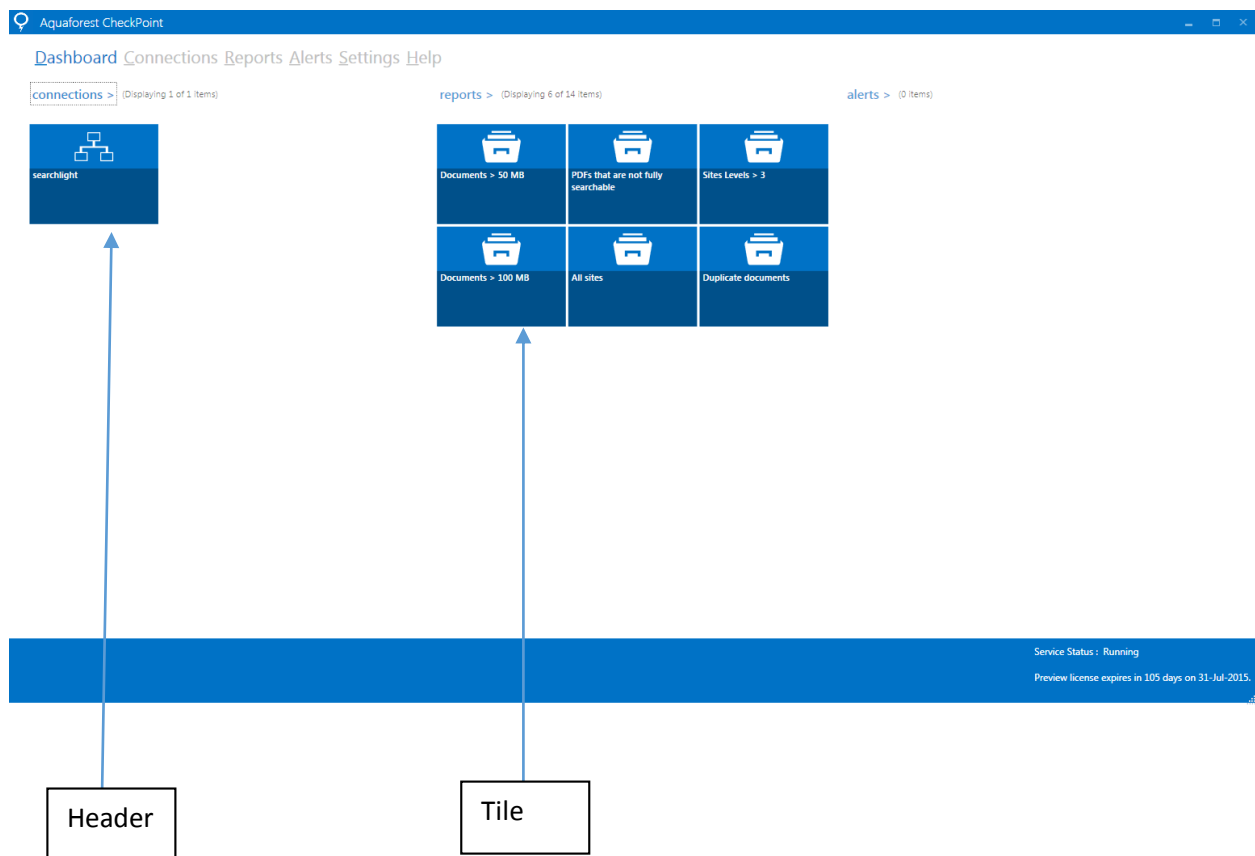 Aquaforest CheckPoint
Dashboard Connections Reports Alerts Settings Help
connections > (Displaying 1 of 1 items)
reports > (Displaying 6 of 14 items)
alerts > (0 items)
searchlight
Documents > 50 MB
PDFs that are not fully
searchable
Sites Levels > 3
Documents > 100 MB
All sites
Duplicate documents
Service Status : Running
Preview license expires in 105 days on 31-Jul-2015.
Header
Tile